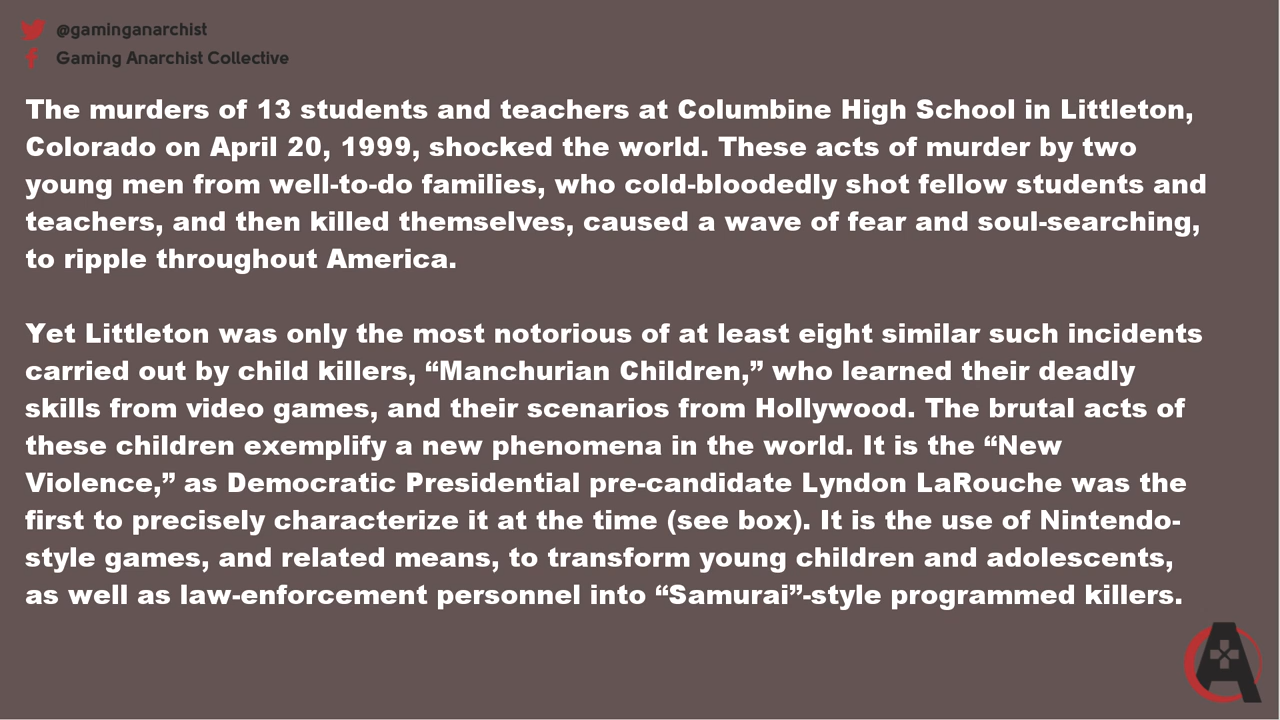 @gaminganarchist
Gaming Anarchist Collective
The murders of 13 students and teachers at Columbine High School in Littleton,
Colorado on April 20, 1999, shocked the world. These acts of murder by two
young men from well-to-do families, who cold-bloodedly shot fellow students and
teachers, and then killed themselves, caused a wave of fear and soul-searching,
to ripple throughout America.
Yet Littleton was only the most notorious of at least eight similar such incidents
carried out by child killers, “Manchurian Children,” who learned their deadly
skills from video games, and their scenarios from Hollywood. The brutal acts of
these children exemplify a new phenomena in the world. It is the “New
Violence,” as Democratic Presidential pre-candidate Lyndon LaRouche was the
first to precisely characterize it at the time (see box). It is the use of Nintendo-
style games, and related means, to transform young children and adolescents,
as well as law-enforcement personnel into “Samurai”-style programmed killers.